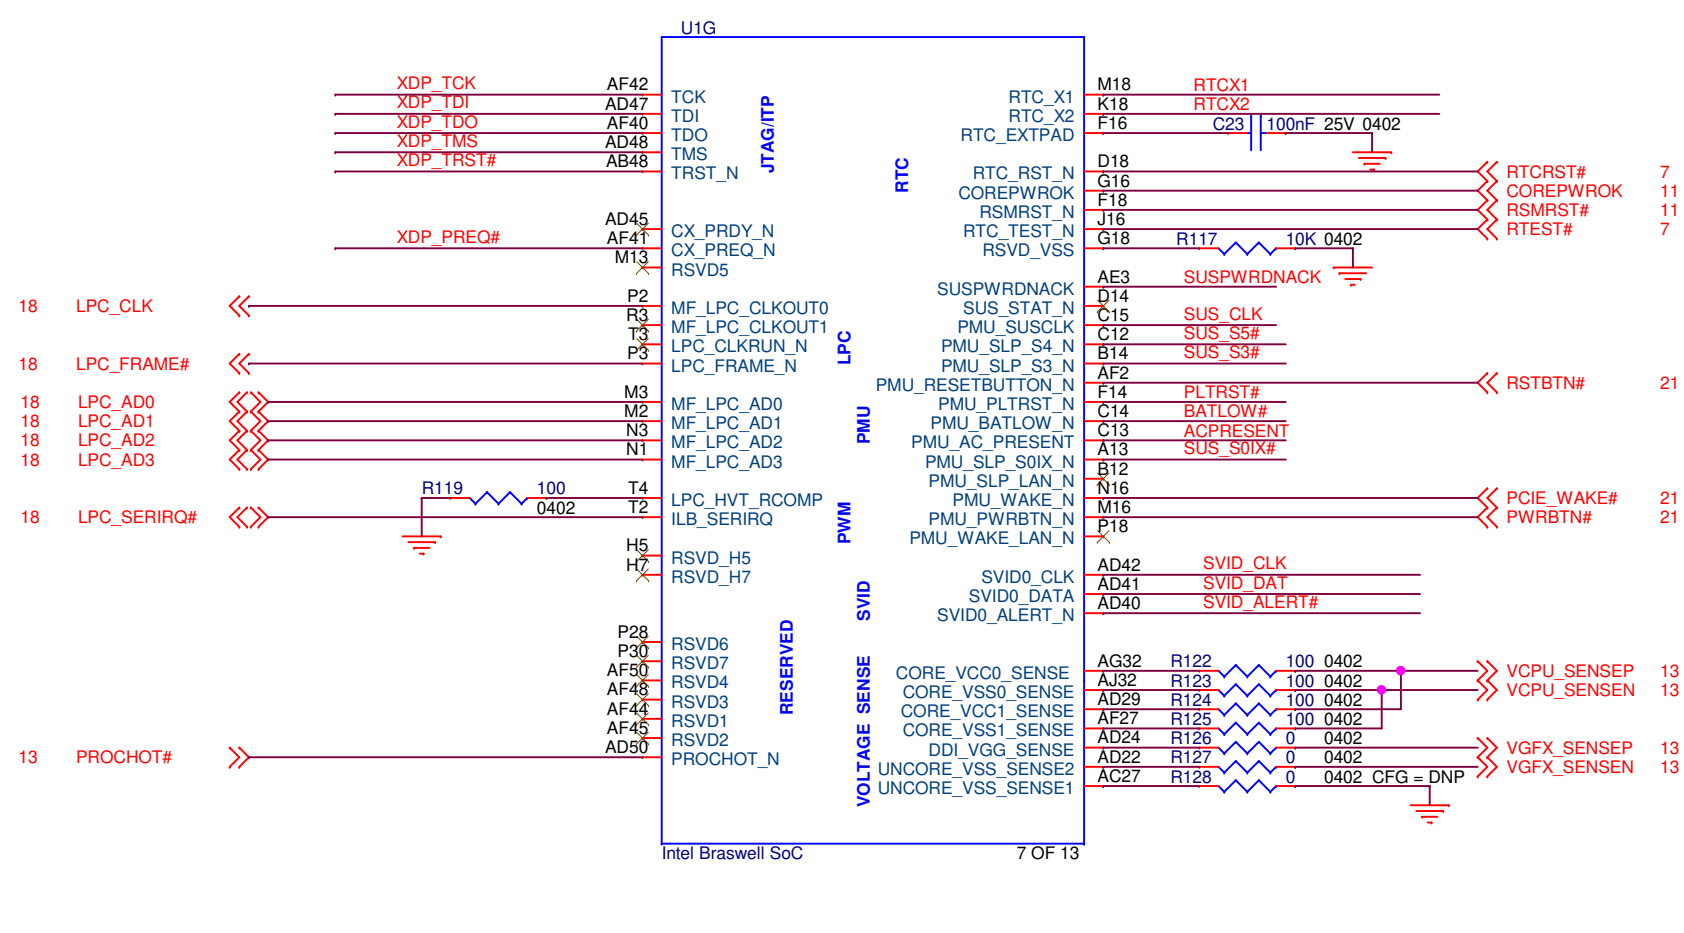 U1G
XDP_TCK AF42 TCK
XDP_TDI AD47 TDI
XDP_TDO AF40 TDO
XDP_TMS AD48 TMS
XDP_TRST# AB48 TRST_N
JTAG/ITP
AD45 CX_PRDY_N
XDP_PREQ# AF41 CX_PREQ_N
M13 RSVD5
18 LPC_CLK P2 MF_LPC_CLKOUT0
R3 MF_LPC_CLKOUT1
T3 LPC_CLKRUN_N
18 LPC_FRAME# P3 LPC_FRAME_N
LPC
18 LPC_AD0 M3 MF_LPC_AD0
18 LPC_AD1 M2 MF_LPC_AD1
18 LPC_AD2 N3 MF_LPC_AD2
18 LPC_AD3 N1 MF_LPC_AD3
R119 100 0402 T4 LPC_HVT_RCOMP
18 LPC_SERIRQ# T2 ILB_SERIRQ
H5 RSVD_H5
H7 RSVD_H7
P28 RSVD6
P30 RSVD7
AF50 RSVD4
AF48 RSVD3
AF44 RSVD1
AF45 RSVD2
RESERVED
13 PROCHOT# AD50 PROCHOT_N
RTC_X1 M18 RTCX1
RTC_X2 K18 RTCX2
RTC_EXTPAD F16 C23 100nF 25V 0402
RTC
RTC_RST_N D18 RTCRST# 7
COREPWROK G16 COREPWROK 11
RSMRST_N F18 RSMRST# 11
RTC_TEST_N J16 RTEST# 7
RSVD_VSS G18 R117 10K 0402
SUSPWRDNACK AE3 SUSPWRDNACK
SUS_STAT_N D14
PMU_SUSCLK C15 SUS_CLK
PMU_SLP_S4_N C12 SUS_S5#
PMU_SLP_S3_N B14 SUS_S3#
PMU_RESETBUTTON_N AF2 RSTBTN# 21
PMU_PLTRST_N F14 PLTRST#
PMU_BATLOW_N C14 BATLOW#
PMU_AC_PRESENT C13 ACPRESENT
PMU_SLP_S0IX_N A13 SUS_S0IX#
PMU_SLP_LAN_N B12
PMU
PMU_WAKE_N N16 PCIE_WAKE# 21
PMU_PWRBTN_N M16 PWRBTN# 21
PMU_WAKE_LAN_N P18
PWM
SVID0_CLK AD42 SVID_CLK
SVID0_DATA AD41 SVID_DAT
SVID0_ALERT_N AD40 SVID_ALERT#
SVID
CORE_VCC0_SENSE AG32 R122 100 0402 VCPU_SENSEP 13
CORE_VSS0_SENSE AJ32 R123 100 0402 VCPU_SENSEN 13
CORE_VCC1_SENSE AD29 R124 100 0402
CORE_VSS1_SENSE AF27 R125 100 0402
DDI_VGG_SENSE AD24 R126 0 0402 VGFX_SENSEP 13
UNCORE_VSS_SENSE2 AD22 R127 0 0402 VGFX_SENSEN 13
UNCORE_VSS_SENSE1 AC27 R128 0 0402 CFG = DNP
VOLTAGE SENSE
Intel Braswell SoC 7 OF 13